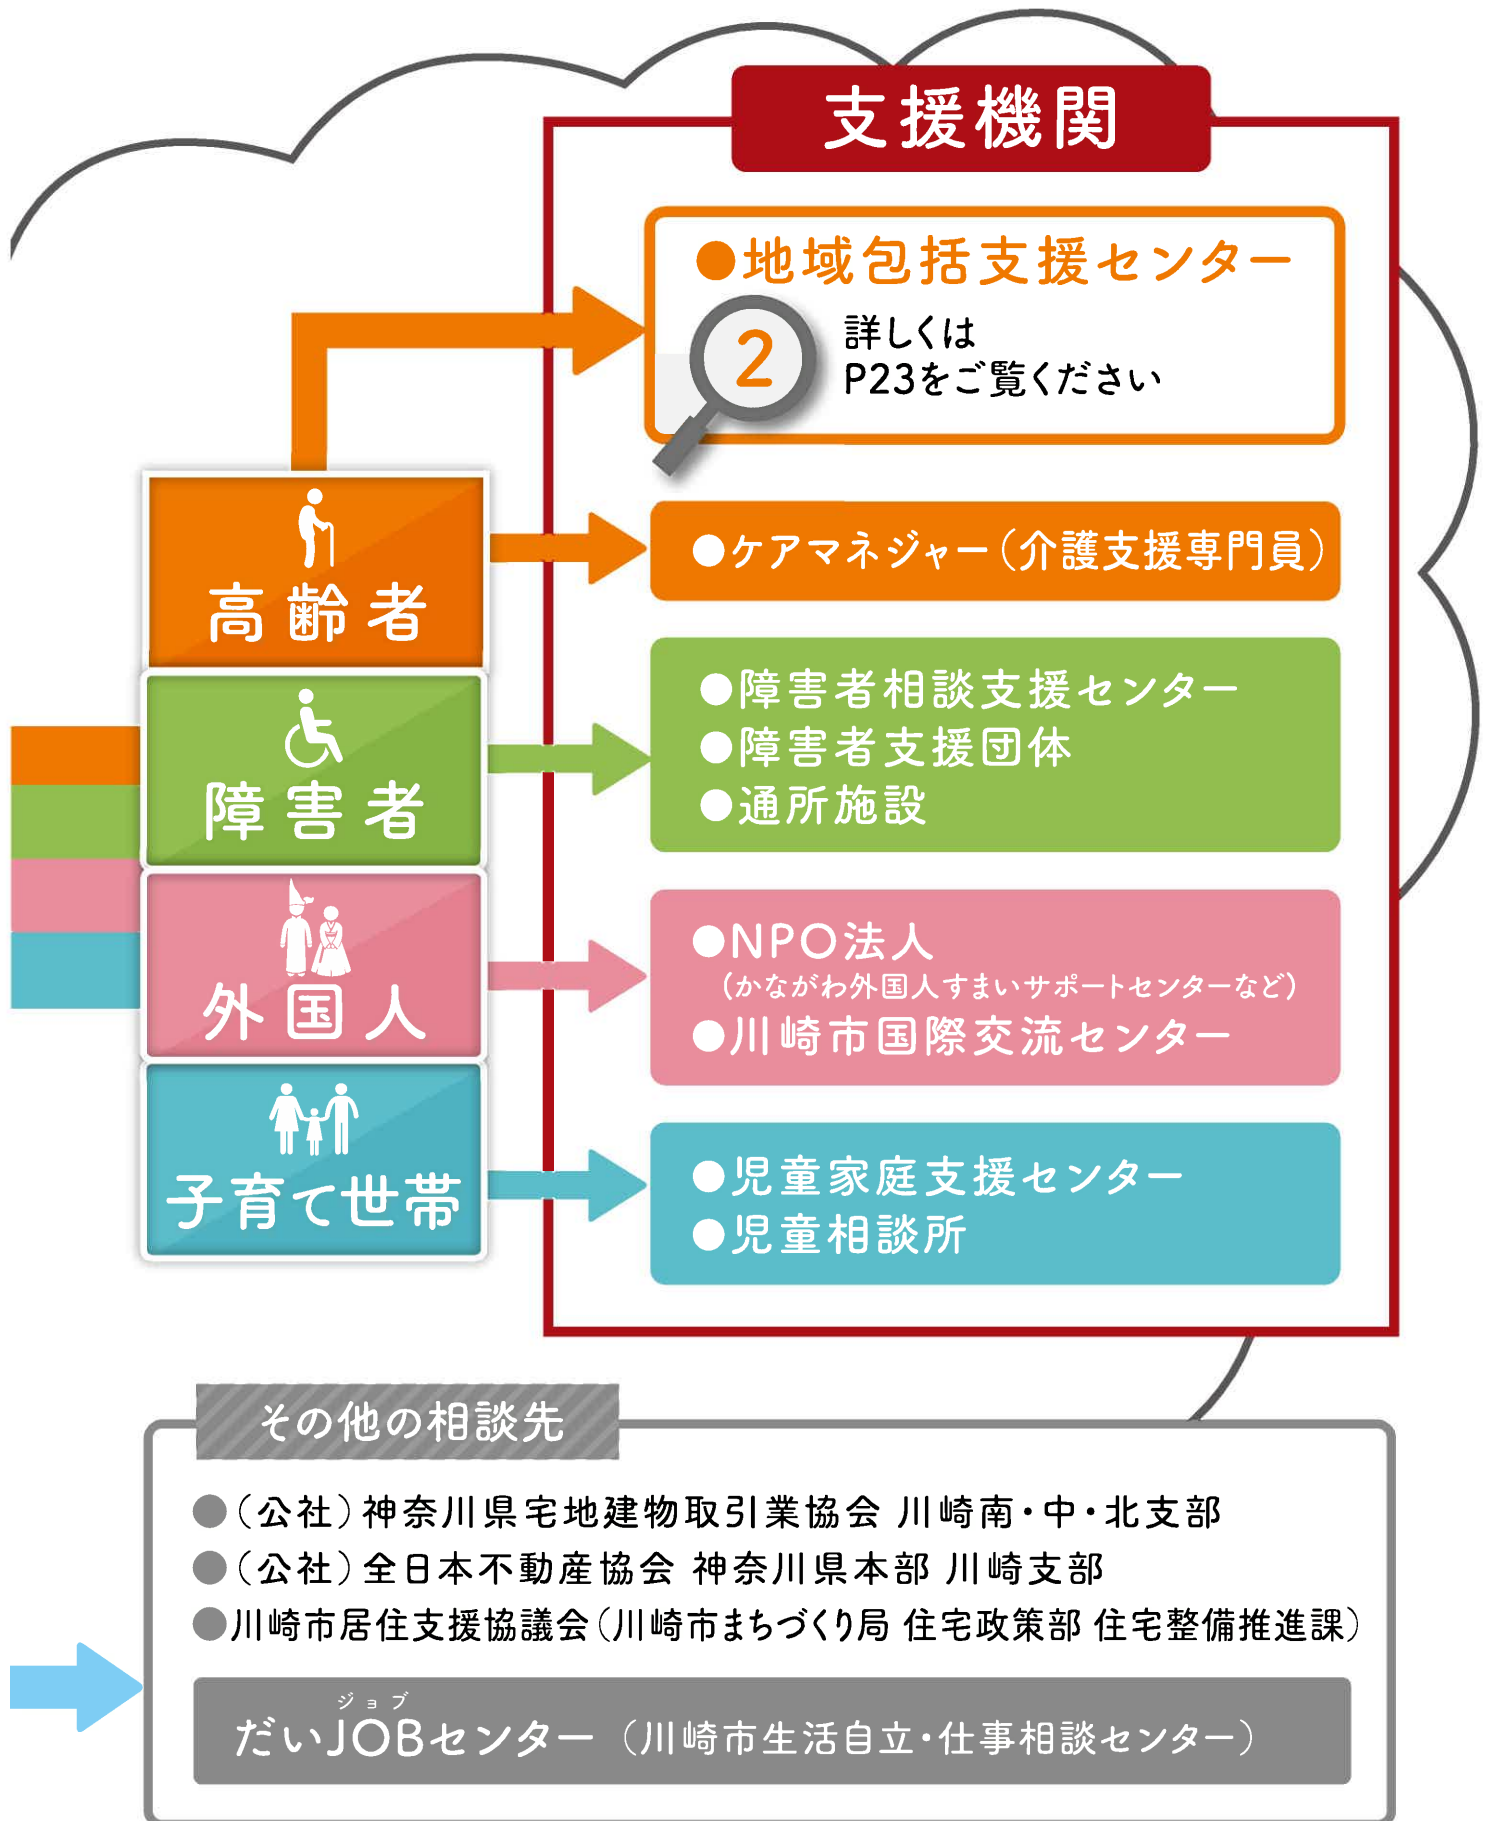 支援機関
●地域包括支援センター
2
詳しくは
P23をご覧ください
高齢者
●ケアマネジャー（介護支援専門員）
障害者
●障害者相談支援センター
●障害者支援団体
●通所施設
外国人
●NPO法人
（かながわ外国人すまいサポートセンターなど）
●川崎市国際交流センター
子育て世帯
●児童家庭支援センター
●児童相談所
その他の相談先
●（公社）神奈川県宅地建物取引業協会 川崎南・中・北支部
●（公社）全日本不動産協会 神奈川県本部 川崎支部
●川崎市居住支援協議会（川崎市まちづくり局 住宅政策部 住宅整備推進課）
ジョブ
だいJOBセンター（川崎市生活自立・仕事相談センター）